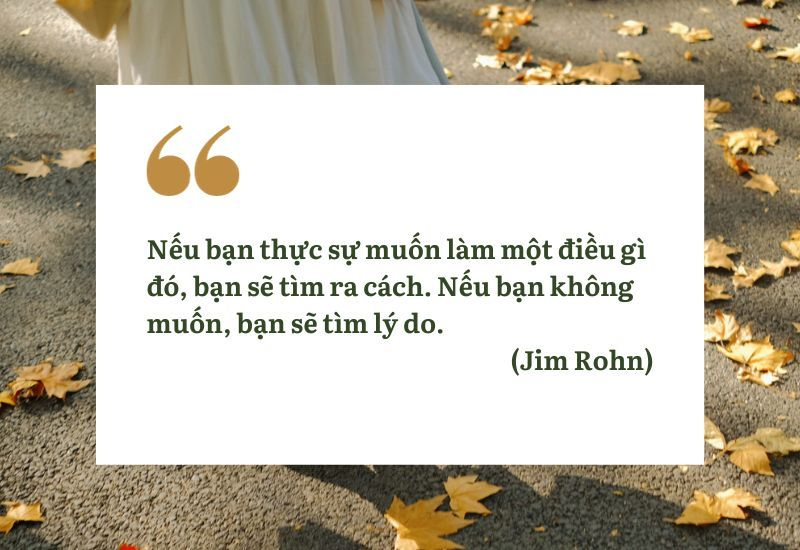 Nếu bạn thực sự muốn làm một điều gì
đó, bạn sẽ tìm ra cách. Nếu bạn không
muốn, bạn sẽ tìm lý do.
(Jim Rohn)